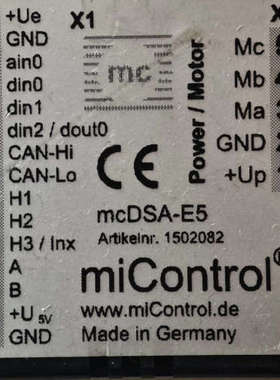 +Ue
X1
GND
ain0
din0
din1
din2 / dout0
CAN-Hi
CAN-Lo
H1
H2
H3 / Inx
A
B
+U 5V
GND
mc
Power / Motor
X
Mc
Mb
Ma
GND
+Up
CE
mcDSA-E5
Artikelnr. 1502082
miControl®
www.miControl.de
Made in Germany